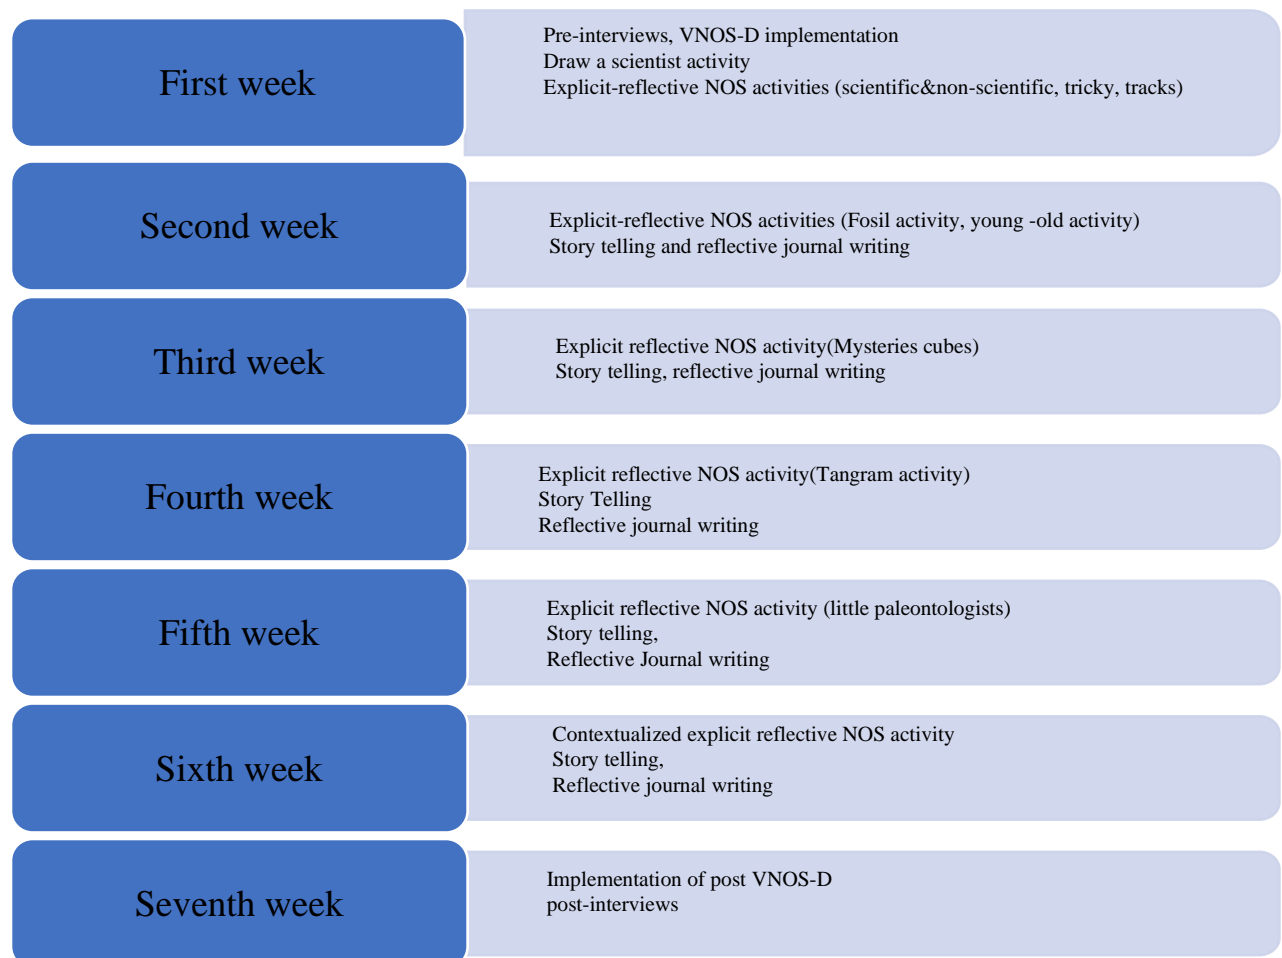 First week
Pre-interviews, VNOS-D implementation
Draw a scientist activity
Explicit-reflective NOS activities (scientific&non-scientific, tricky, tracks)
Second week
Explicit-reflective NOS activities (Fosil activity, young -old activity)
Story telling and reflective journal writing
Third week
Explicit reflective NOS activity(Mysteries cubes)
Story telling, reflective journal writing
Fourth week
Explicit reflective NOS activity(Tangram activity)
Story Telling
Reflective journal writing
Fifth week
Explicit reflective NOS activity (little paleontologists)
Story telling,
Reflective Journal writing
Sixth week
Contextualized explicit reflective NOS activity
Story telling,
Reflective journal writing
Seventh week
Implementation of post VNOS-D
post-interviews